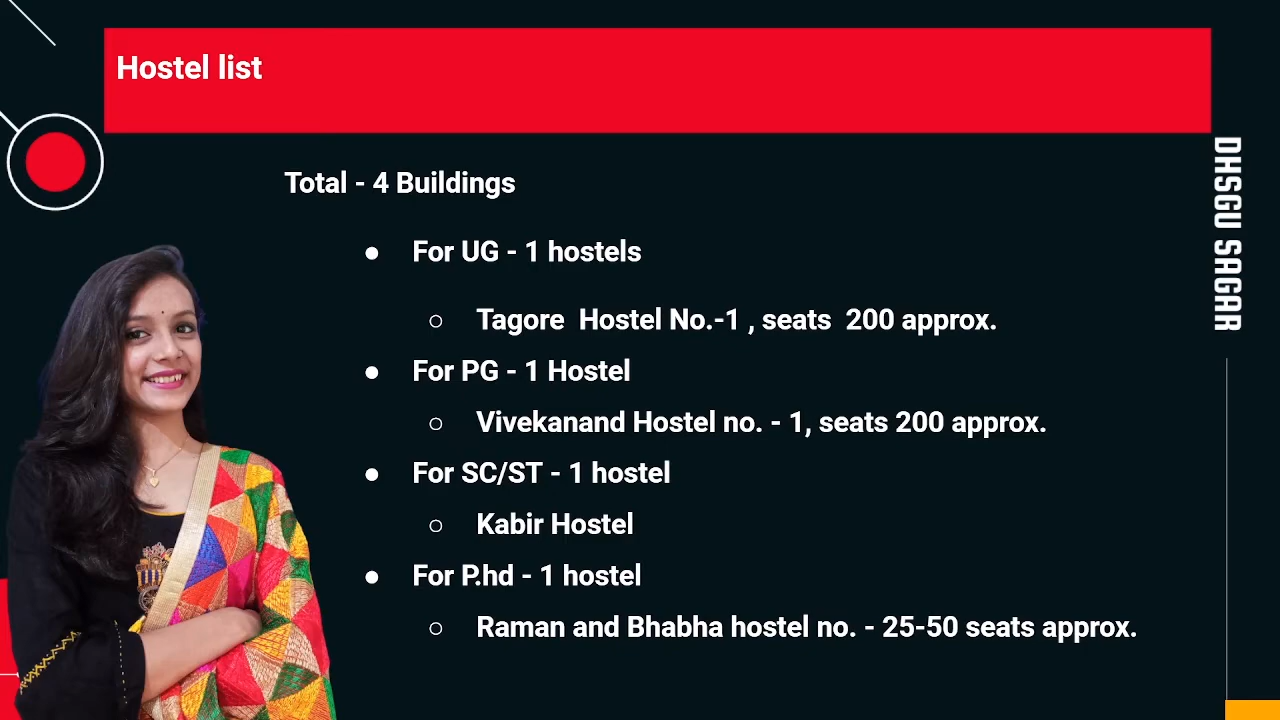 Hostel list
DHSGU SAGAR
Total - 4 Buildings
● For UG - 1 hostels
○ Tagore  Hostel No.-1 , seats  200 approx.
● For PG - 1 Hostel
○ Vivekanand Hostel no. - 1, seats 200 approx.
● For SC/ST - 1 hostel
○ Kabir Hostel
● For P.hd - 1 hostel
○ Raman and Bhabha hostel no. - 25-50 seats approx.